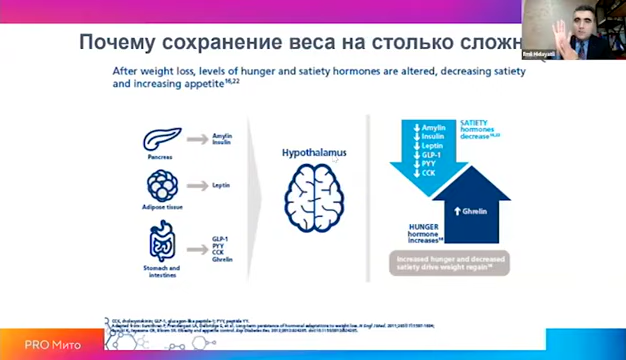 Почему сохранение веса на столько сложн
After weight loss, levels of hunger and satiety hormones are altered, decreasing satiety
and increasing appetite
Pancreas
Amylin
Insulin
Adipose tissue
Leptin
Stomach and
intestines
GLP-1
PYY
CCK
Ghrelin
Hypothalamus
Amylin
Insulin
Leptin
GLP-1
PYY
CCK
SATIETY
hormones
decrease
Ghrelin
HUNGER
hormone
increases
Increased hunger and decreased
satiety drive weight regain
PRO Мито